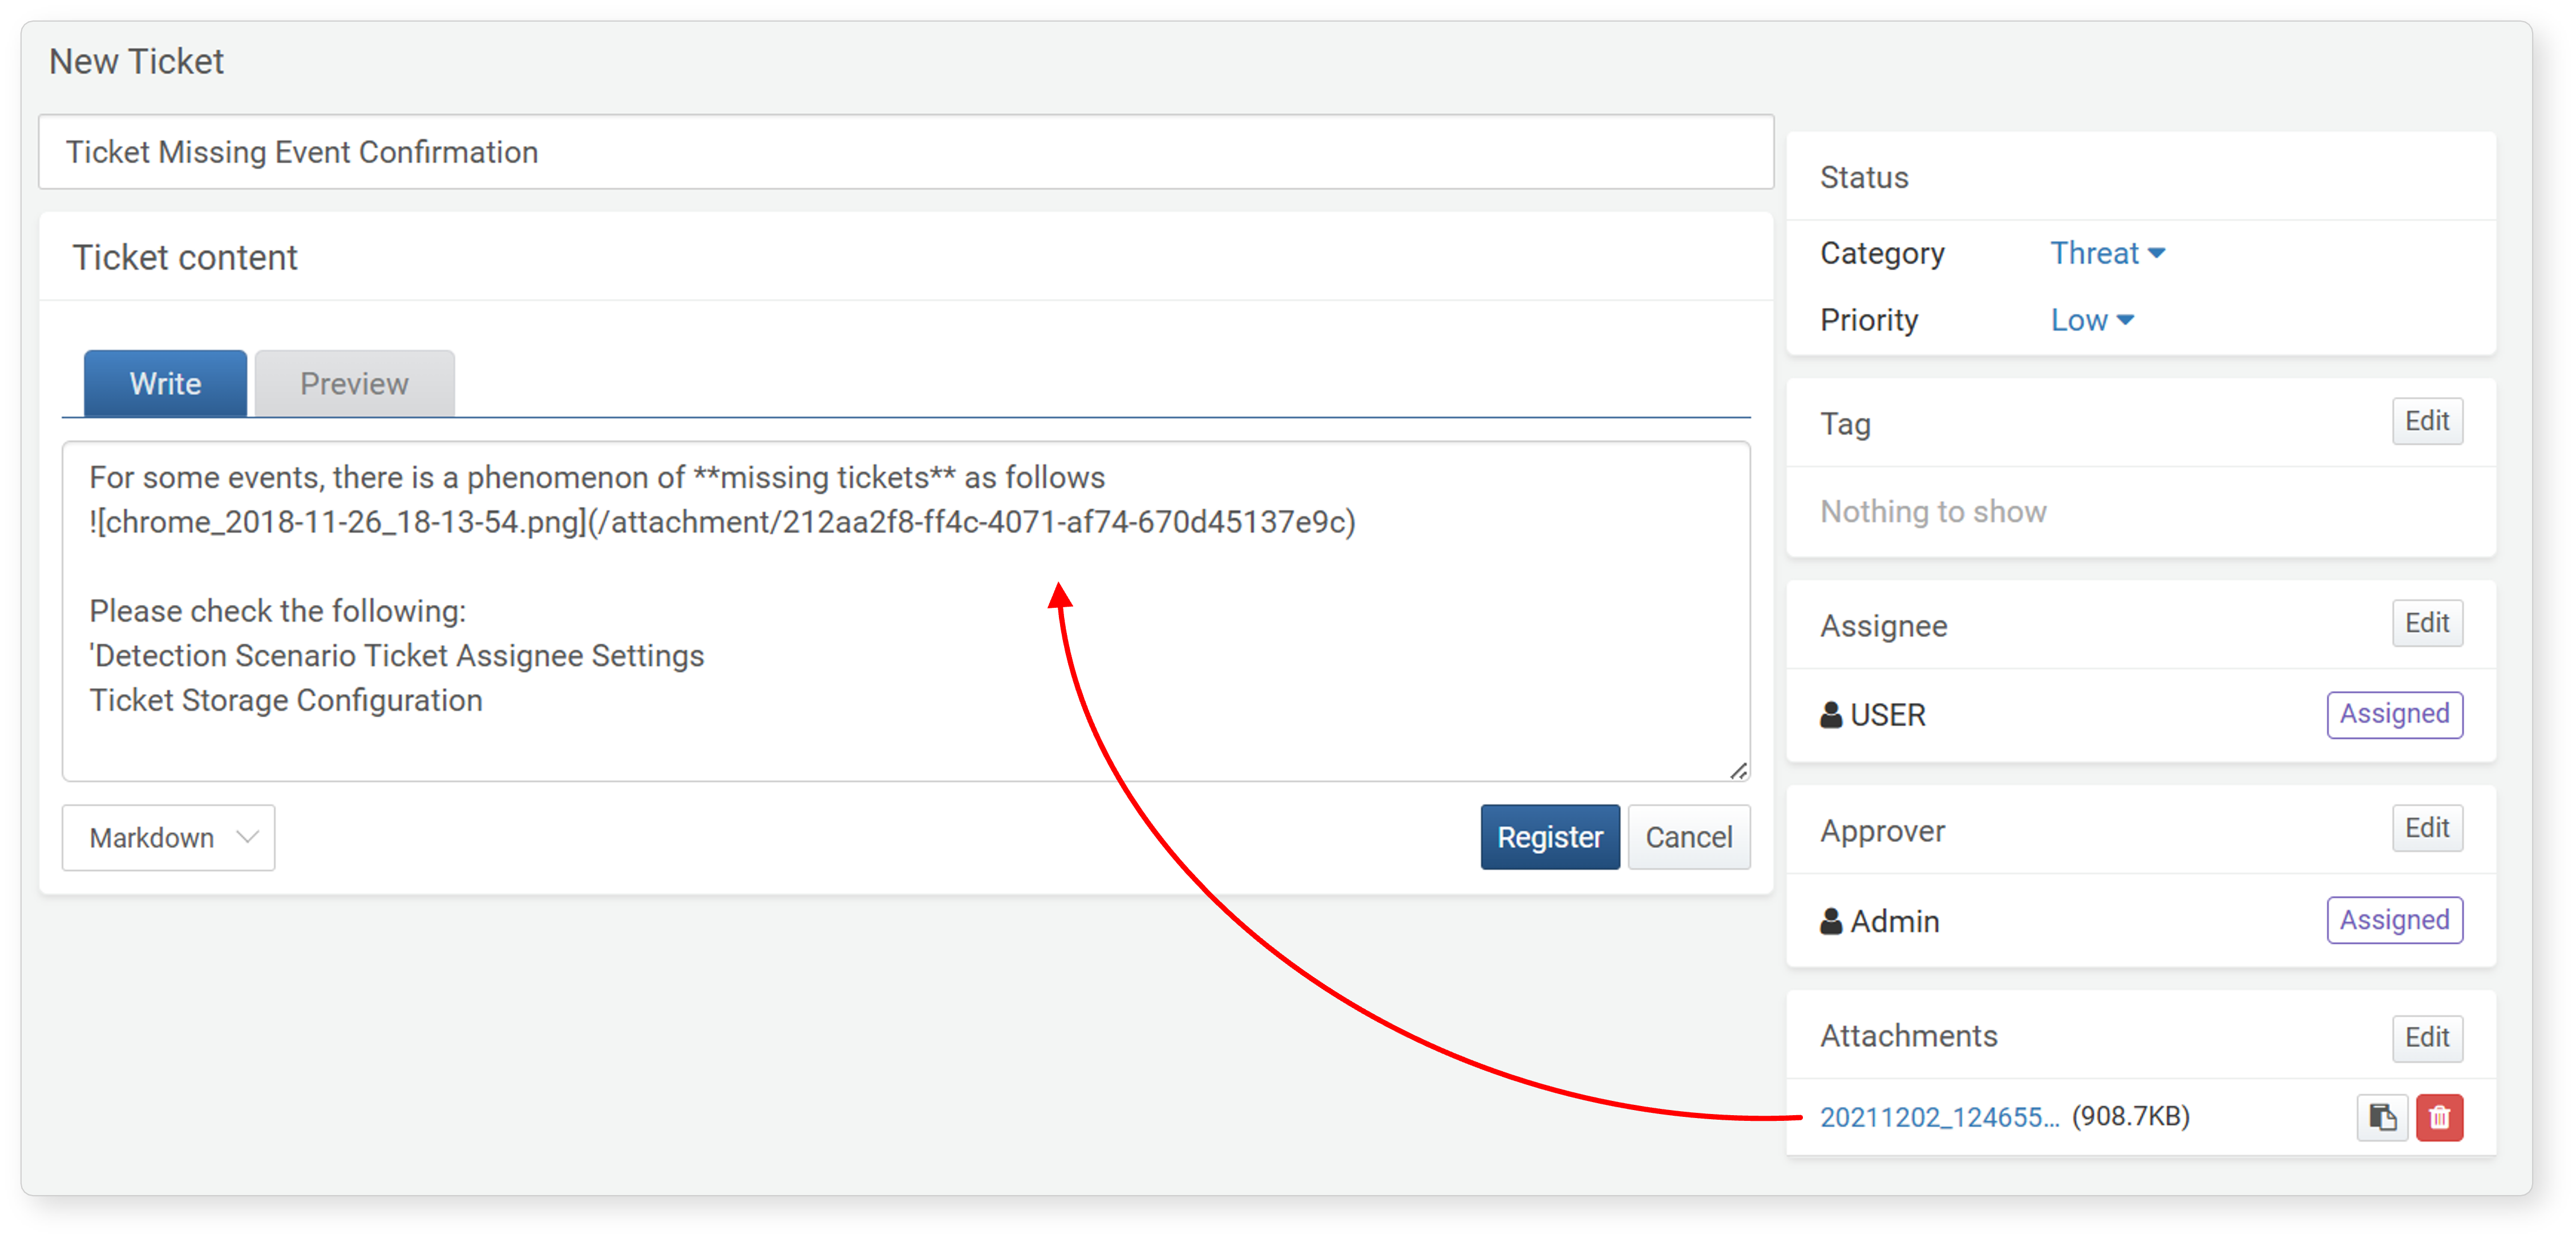 New Ticket
Ticket Missing Event Confirmation
Ticket content
Write
Preview
For some events, there is a phenomenon of **missing tickets** as follows
![chrome_2018-11-26_18-13-54.png](/attachment/212aa2f8-ff4c-4071-af74-670d45137e9c)
Please check the following:
'Detection Scenario Ticket Assignee Settings
Ticket Storage Configuration
Markdown
Register
Cancel
Status
Category Threat
Priority Low
Tag Edit
Nothing to show
Assignee Edit
USER Assigned
Approver Edit
Admin Assigned
Attachments Edit
20211202_124655... (908.7KB)